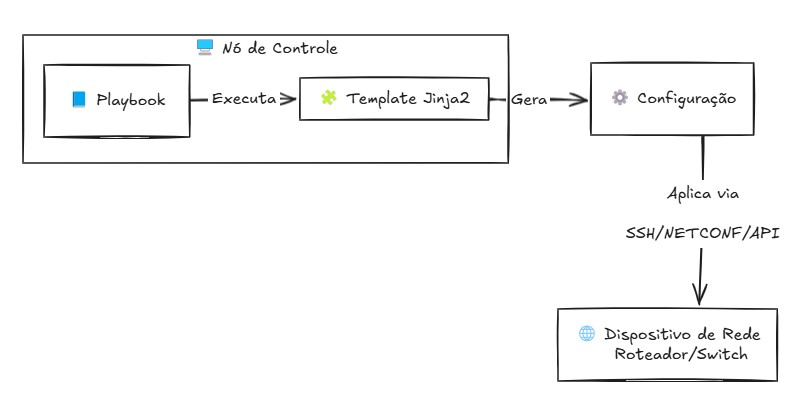 Nó de Controle
Playbook
Executa
Template Jinja2
Gera
Configuração
Aplica via
SSH/NETCONF/API
Dispositivo de Rede
Roteador/Switch